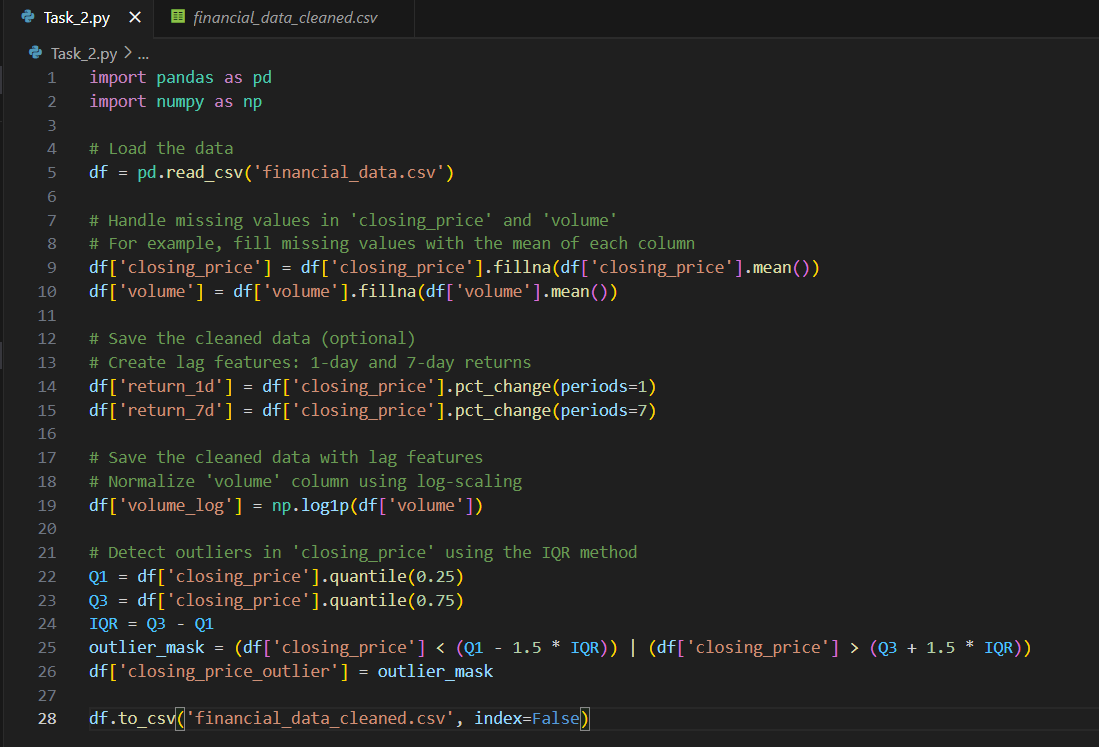 Task_2.py × financial_data_cleaned.csv
Task_2.py > ...
1 import pandas as pd
2 import numpy as np
3
4 # Load the data
5 df = pd.read_csv('financial_data.csv')
6
7 # Handle missing values in 'closing_price' and 'volume'
8 # For example, fill missing values with the mean of each column
9 df['closing_price'] = df['closing_price'].fillna(df['closing_price'].mean())
10 df['volume'] = df['volume'].fillna(df['volume'].mean())
11
12 # Save the cleaned data (optional)
13 # Create lag features: 1-day and 7-day returns
14 df['return_1d'] = df['closing_price'].pct_change(periods=1)
15 df['return_7d'] = df['closing_price'].pct_change(periods=7)
16
17 # Save the cleaned data with lag features
18 # Normalize 'volume' column using log-scaling
19 df['volume_log'] = np.log1p(df['volume'])
20
21 # Detect outliers in 'closing_price' using the IQR method
22 Q1 = df['closing_price'].quantile(0.25)
23 Q3 = df['closing_price'].quantile(0.75)
24 IQR = Q3 - Q1
25 outlier_mask = (df['closing_price'] < (Q1 - 1.5 * IQR)) | (df['closing_price'] > (Q3 + 1.5 * IQR))
26 df['closing_price_outlier'] = outlier_mask
27
28 df.to_csv('financial_data_cleaned.csv', index=False)